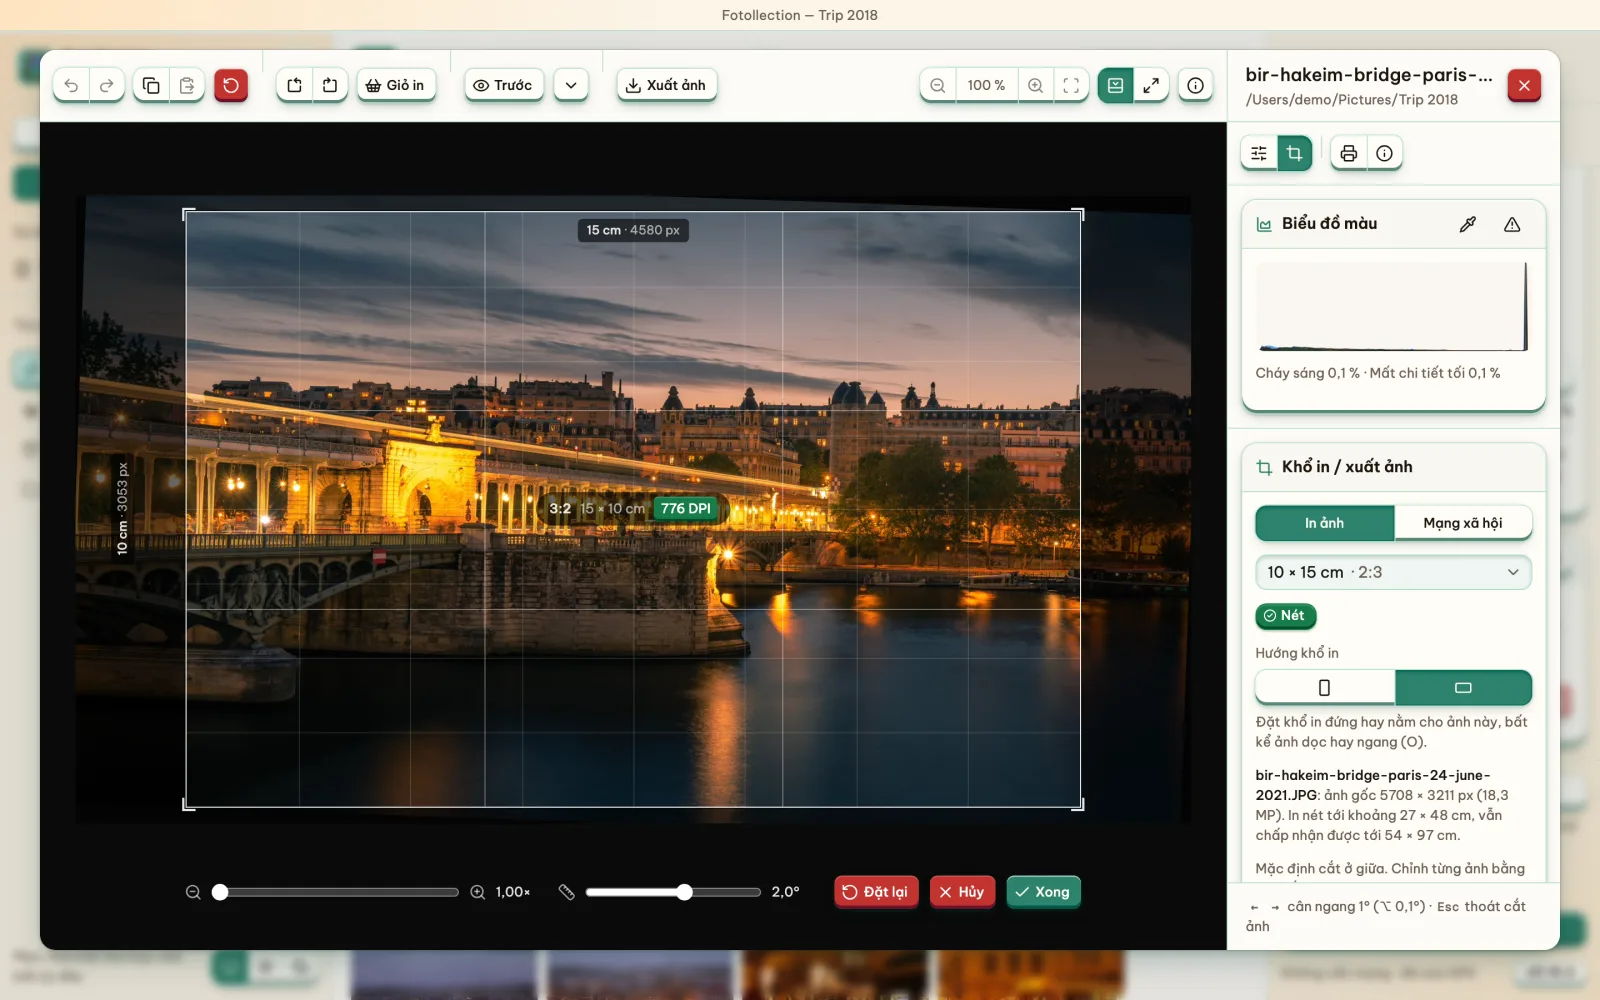 Fotollection — Trip 2018
Giỏ in
Trước
Xuất ảnh
100 %
bir-hakeim-bridge-paris-...
/Users/demo/Pictures/Trip 2018
15 cm · 4580 px
10 cm · 3053 px
3:2 15 × 10 cm 776 DPI
1,00×
2,0°
Đặt lại
Hủy
Xong
Biểu đồ màu
Cháy sáng 0,1 % · Mất chi tiết tối 0,1 %
Khổ in / xuất ảnh
In ảnh
Mạng xã hội
10 × 15 cm · 2:3
Nét
Hướng khổ in
Đặt khổ in đứng hay nằm cho ảnh này, bất
kể ảnh dọc hay ngang (O).
bir-hakeim-bridge-paris-24-june-
2021.JPG: ảnh gốc 5708 × 3211 px (18,3
MP). In nét tới khoảng 27 × 48 cm, vẫn
chấp nhận được tới 54 × 97 cm.
Mặc định cắt ở giữa. Chỉnh từng ảnh bằng
← → cân ngang 1° (⌥ 0,1°) · Esc thoát cắt
ảnh